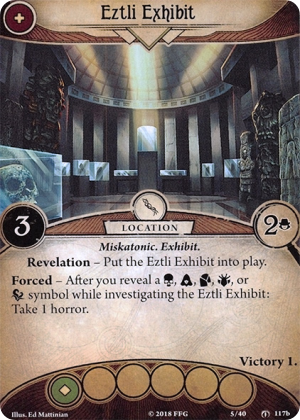 Eztli Exhibit
3
LOCATION
2
Miskatonic. Exhibit.
Revelation – Put the Eztli Exhibit into play.
Forced – After you reveal a , , , , or
symbol while investigating the Eztli Exhibit:
Take 1 horror.
Victory 1.
Illus. Ed Mattinian
© 2018 FFG
5/40
117b